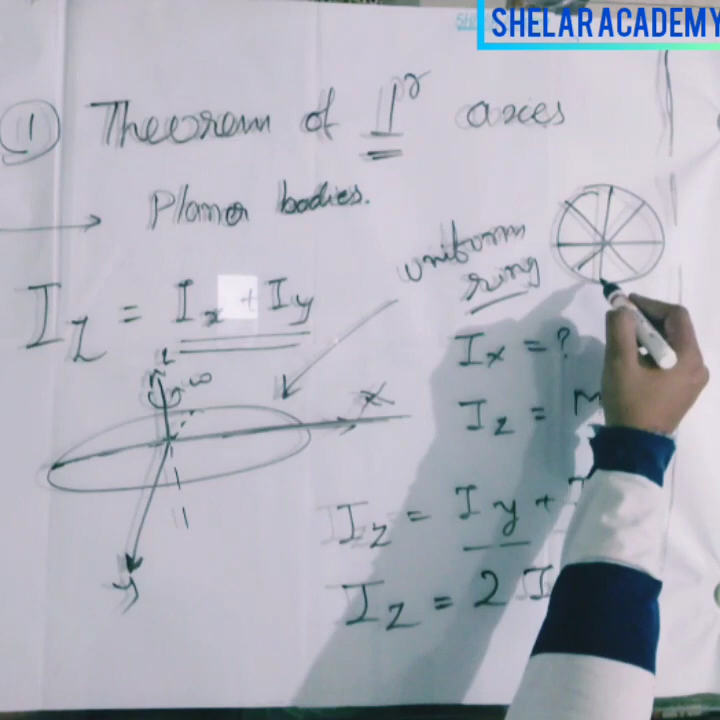 SHELAR ACADEMY
① Theorem of ⊥r axes
→ Planar bodies.
Iz = Ix + Iy
uniform
ring
Ix = ?
z
ω
x
Iz = M
Iz = Iy +
y
Iz = 2 I